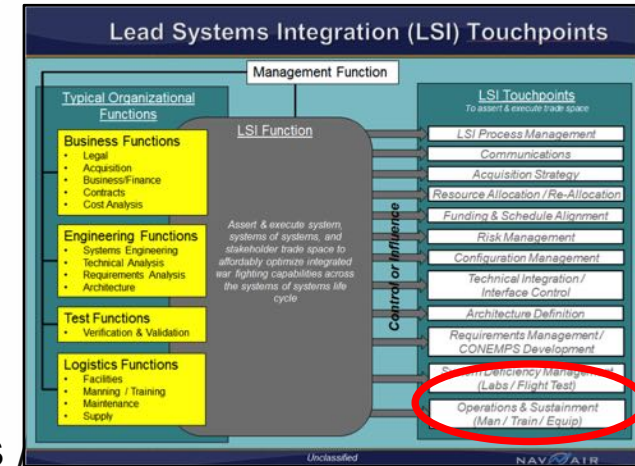 Lead Systems Integration (LSI) Touchpoints
Management Function
Typical Organizational
Functions
Business Functions
• Legal
• Acquisition
• Business/Finance
• Contracts
• Cost Analysis
Engineering Functions
• Systems Engineering
• Technical Analysis
• Requirements Analysis
• Architecture
Test Functions
• Verification & Validation
Logistics Functions
• Facilities
• Manning / Training
• Maintenance
• Supply
LSI Function
Assert & execute system,
systems of systems, and
stakeholder trade space to
affordably optimize integrated
war fighting capabilities across
the systems of systems life
cycle
Control or Influence
LSI Touchpoints
To assert & execute trade space
LSI Process Management
Communications
Acquisition Strategy
Resource Allocation / Re-Allocation
Funding & Schedule Alignment
Risk Management
Configuration Management
Technical Integration /
Interface Control
Architecture Definition
Requirements Management /
CONEMPS Development
System Deficiency Management
(Labs / Flight Test)
Operations & Sustainment
(Man / Train / Equip)
Unclassified
NAVAIR